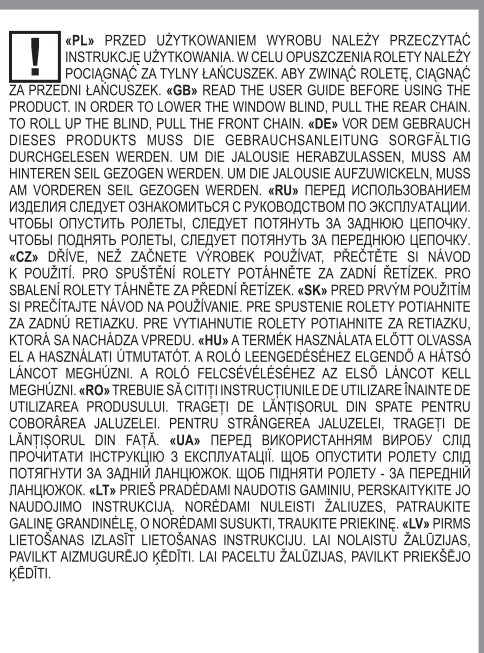 !
«PL» PRZED UŻYTKOWANIEM WYROBU NALEŻY PRZECZYTAĆ
INSTRUKCJĘ UŻYTKOWANIA. W CELU OPUSZCZENIA ROLETY NALEŻY
POCIĄGNĄĆ ZA TYLNY ŁAŃCUSZEK. ABY ZWINĄĆ ROLETĘ, CIĄGNĄĆ
ZA PRZEDNI ŁAŃCUSZEK. «GB» READ THE USER GUIDE BEFORE USING THE
PRODUCT. IN ORDER TO LOWER THE WINDOW BLIND, PULL THE REAR CHAIN.
TO ROLL UP THE BLIND, PULL THE FRONT CHAIN. «DE» VOR DEM GEBRAUCH
DIESES PRODUKTS MUSS DIE GEBRAUCHSANLEITUNG SORGFÄLTIG
DURCHGELESEN WERDEN. UM DIE JALOUSIE HERABZULASSEN, MUSS AM
HINTEREN SEIL GEZOGEN WERDEN. UM DIE JALOUSIE AUFZUWICKELN, MUSS
AM VORDEREN SEIL GEZOGEN WERDEN. «RU» ПЕРЕД ИСПОЛЬЗОВАНИЕМ
ИЗДЕЛИЯ СЛЕДУЕТ ОЗНАКОМИТЬСЯ С РУКОВОДСТВОМ ПО ЭКСПЛУАТАЦИИ.
ЧТОБЫ ОПУСТИТЬ РОЛЕТЫ, СЛЕДУЕТ ПОТЯНУТЬ ЗА ЗАДНЮЮ ЦЕПОЧКУ.
ЧТОБЫ ПОДНЯТЬ РОЛЕТЫ, СЛЕДУЕТ ПОТЯНУТЬ ЗА ПЕРЕДНЮЮ ЦЕПОЧКУ.
«CZ» DŘÍVE, NEŽ ZAČNETE VÝROBEK POUŽÍVAT, PŘEČTĚTE SI NÁVOD
K POUŽITÍ. PRO SPUŠTĚNÍ ROLETY POTÁHNĚTE ZA ZADNÍ ŘETÍZEK. PRO
SBALENÍ ROLETY TÁHNĚTE ZA PŘEDNÍ ŘETÍZEK. «SK» PRED PRVÝM POUŽITÍM
SI PREČÍTAJTE NÁVOD NA POUŽÍVANIE. PRE SPUSTENIE ROLETY POTIAHNITE
ZA ZADNÚ RETIAZKU. PRE VYTIAHNUTIE ROLETY POTIAHNITE ZA RETIAZKU,
KTORÁ SA NACHÁDZA VPREDU. «HU» A TERMÉK HASZNÁLATA ELŐTT OLVASSA
EL A HASZNÁLATI ÚTMUTATÓT. A ROLÓ LEENGEDÉSÉHEZ ELGENDŐ A HÁTSÓ
LÁNCOT MEGHÚZNI. A ROLÓ FELCSÉVÉLÉSÉHEZ AZ ELSŐ LÁNCOT KELL
MEGHÚZNI. «RO» TREBUIE SĂ CITIȚI INSTRUCȚIUNILE DE UTILIZARE ÎNAINTE DE
UTILIZAREA PRODUSULUI. TRAGEȚI DE LĂNȚIȘORUL DIN SPATE PENTRU
COBORÂREA JALUZELEI. PENTRU STRÂNGEREA JALUZELEI, TRAGEȚI DE
LĂNȚIȘORUL DIN FAȚĂ. «UA» ПЕРЕД ВИКОРИСТАННЯМ ВИРОБУ СЛІД
ПРОЧИТАТИ ІНСТРУКЦІЮ З ЕКСПЛУАТАЦІЇ. ЩОБ ОПУСТИТИ РОЛЕТУ СЛІД
ПОТЯГНУТИ ЗА ЗАДНІЙ ЛАНЦЮЖОК. ЩОБ ПІДНЯТИ РОЛЕТУ - ЗА ПЕРЕДНІЙ
ЛАНЦЮЖОК. «LT» PRIEŠ PRADĖDAMI NAUDOTIS GAMINIU, PERSKAITYKITE JO
NAUDOJIMO INSTRUKCIJĄ. NORĖDAMI NULEISTI ŽALIUZES, PATRAUKITE
GALINĘ GRANDINĖLĘ, O NORĖDAMI SUSUKTI, TRAUKITE PRIEKINĘ. «LV» PIRMS
LIETOŠANAS IZLASĪT LIETOŠANAS INSTRUKCIJU. LAI NOLAISTU ŽALŪZIJAS,
PAVILKT AIZMUGURĒJO ĶĒDĪTI. LAI PACELTU ŽALŪZIJAS, PAVILKT PRIEKŠĒJO
ĶĒDĪTI.